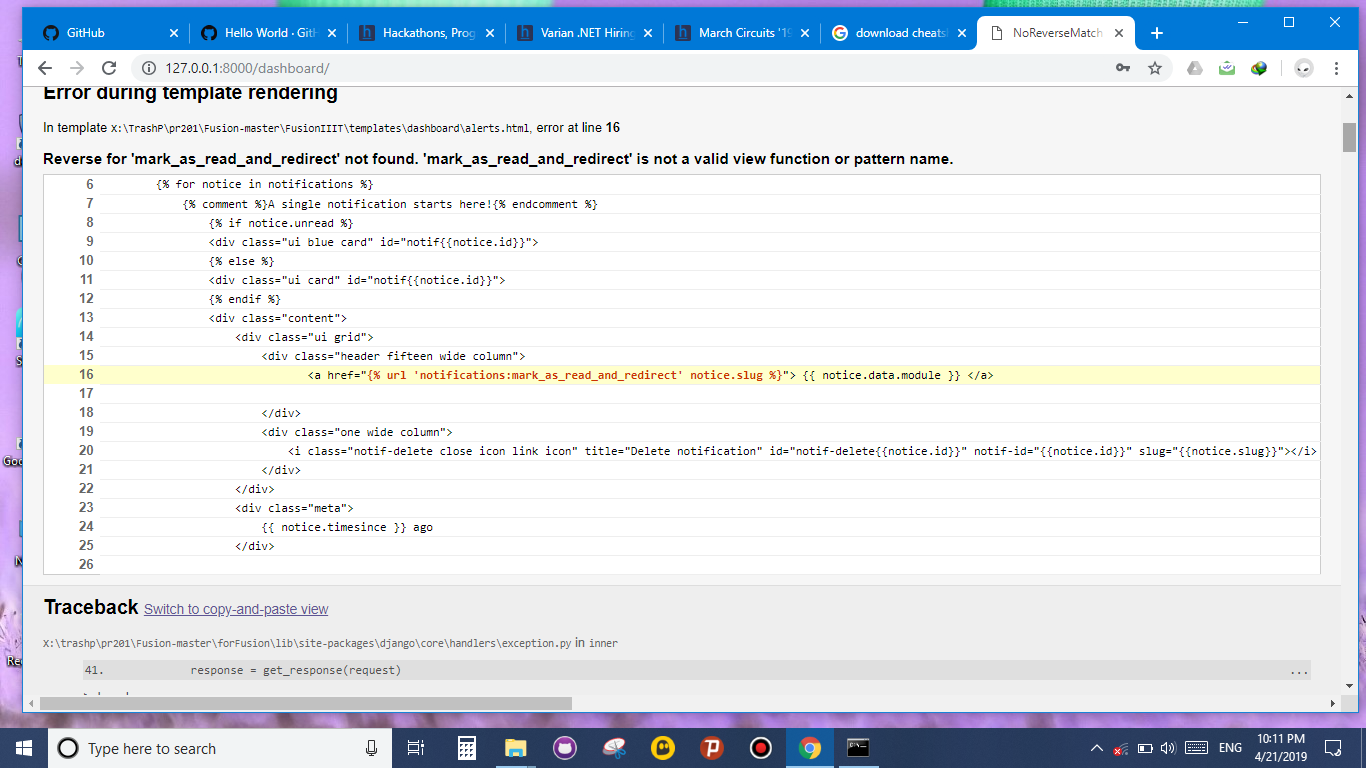 GitHub
Hello World · GitH
Hackathons, Prog
Varian .NET Hiring
March Circuits '19
download cheatsh
NoReverseMatch
127.0.0.1:8000/dashboard/
Error during template rendering
In template X:\TrashP\pr201\Fusion-master\FusionIIIT\templates\dashboard\alerts.html, error at line 16
Reverse for 'mark_as_read_and_redirect' not found. 'mark_as_read_and_redirect' is not a valid view function or pattern name.
6 {% for notice in notifications %}
7 {% comment %}A single notification starts here!{% endcomment %}
8 {% if notice.unread %}
9 <div class="ui blue card" id="notif{{notice.id}}">
10 {% else %}
11 <div class="ui card" id="notif{{notice.id}}">
12 {% endif %}
13 <div class="content">
14 <div class="ui grid">
15 <div class="header fifteen wide column">
16 <a href="{% url 'notifications:mark_as_read_and_redirect' notice.slug %}"> {{ notice.data.module }} </a>
17
18 </div>
19 <div class="one wide column">
20 <i class="notif-delete close icon link icon" title="Delete notification" id="notif-delete{{notice.id}}" notif-id="{{notice.id}}" slug="{{notice.slug}}"></i>
21 </div>
22 </div>
23 <div class="meta">
24 {{ notice.timesince }} ago
25 </div>
26
Traceback Switch to copy-and-paste view
X:\trashp\pr201\Fusion-master\forFusion\lib\site-packages\django\core\handlers\exception.py in inner
41. response = get_response(request) ...
Type here to search
ENG
10:11 PM
4/21/2019